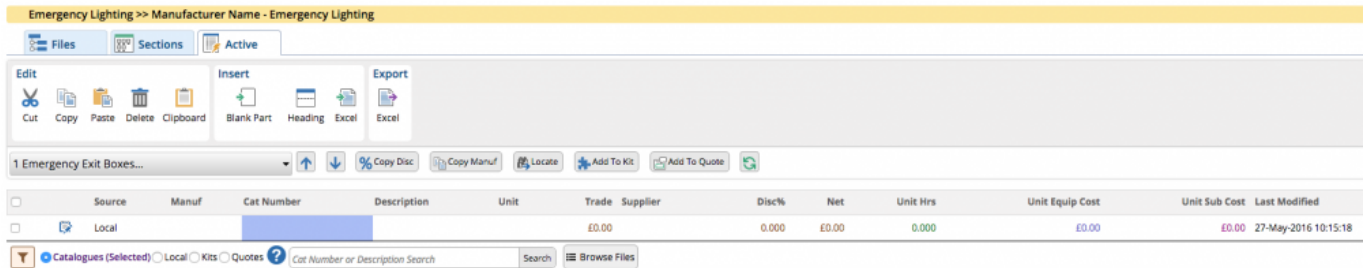 Emergency Lighting >> Manufacturer Name - Emergency Lighting
Files Sections Active
Edit Insert Export
Cut Copy Paste Delete Clipboard Blank Part Heading Excel Excel
1 Emergency Exit Boxes... % Copy Disc Copy Manuf Locate Add To Kit Add To Quote
Source Manuf Cat Number Description Unit Trade Supplier Disc% Net Unit Hrs Unit Equip Cost Unit Sub Cost Last Modified
Local £0.00 0.000 £0.00 0.000 £0.00 £0.00 27-May-2016 10:15:18
Catalogues (Selected) Local Kits Quotes ? Cat Number or Description Search Search Browse Files